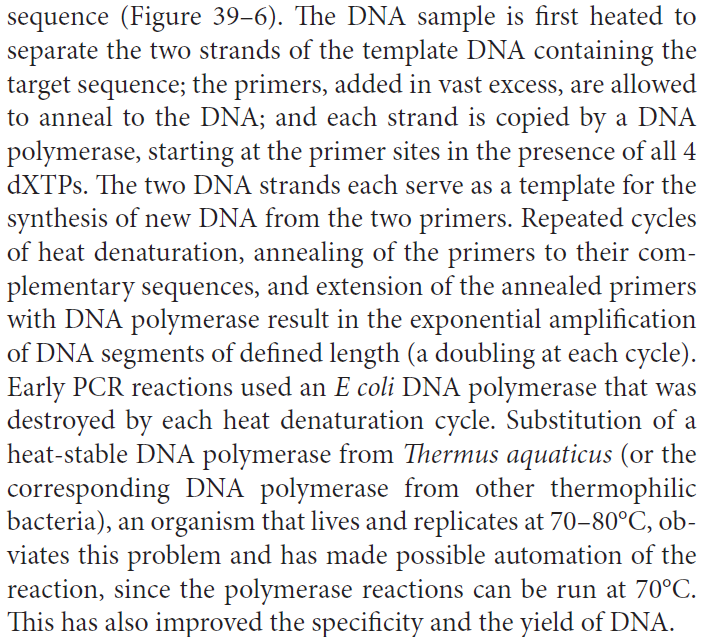 sequence (Figure 39–6). The DNA sample is first heated to
separate the two strands of the template DNA containing the
target sequence; the primers, added in vast excess, are allowed
to anneal to the DNA; and each strand is copied by a DNA
polymerase, starting at the primer sites in the presence of all 4
dXTPs. The two DNA strands each serve as a template for the
synthesis of new DNA from the two primers. Repeated cycles
of heat denaturation, annealing of the primers to their com-
plementary sequences, and extension of the annealed primers
with DNA polymerase result in the exponential amplification
of DNA segments of defined length (a doubling at each cycle).
Early PCR reactions used an E coli DNA polymerase that was
destroyed by each heat denaturation cycle. Substitution of a
heat-stable DNA polymerase from Thermus aquaticus (or the
corresponding DNA polymerase from other thermophilic
bacteria), an organism that lives and replicates at 70–80°C, ob-
viates this problem and has made possible automation of the
reaction, since the polymerase reactions can be run at 70°C.
This has also improved the specificity and the yield of DNA.